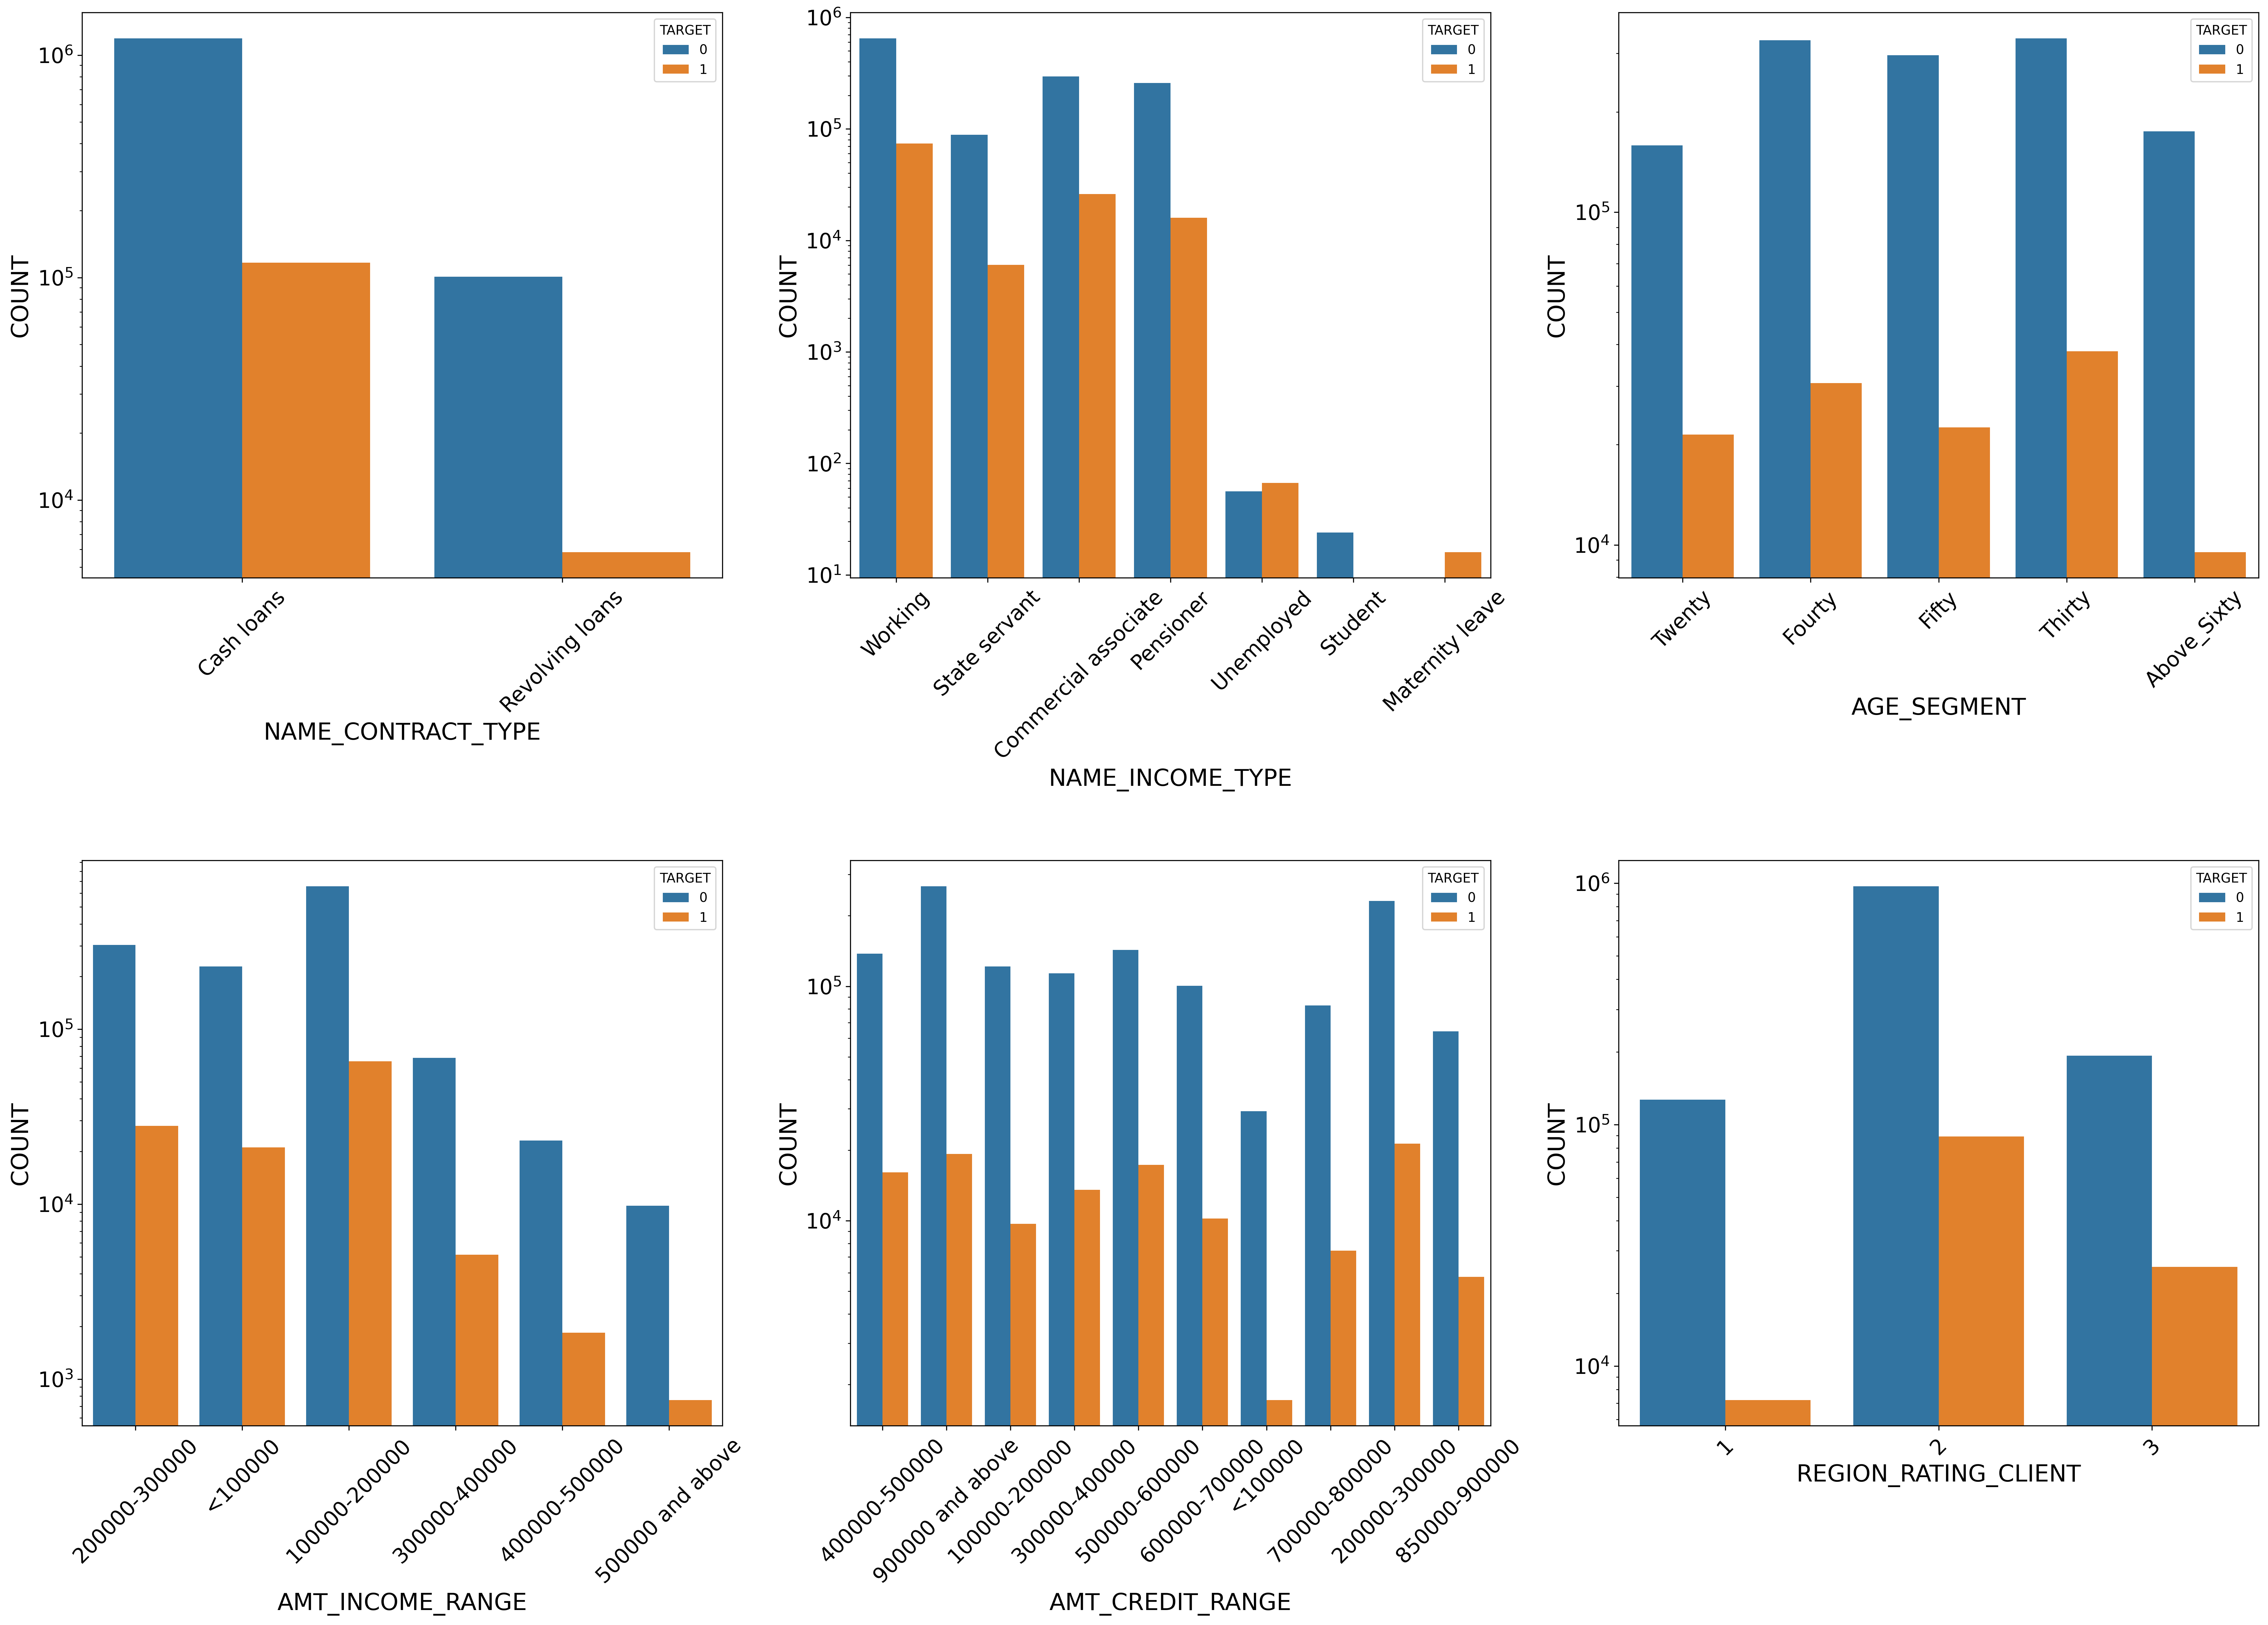 TARGET
0
1
10^6
10^5
10^4
COUNT
Cash loans
Revolving loans
NAME_CONTRACT_TYPE
TARGET
0
1
10^6
10^5
10^4
10^3
10^2
10^1
COUNT
Working
State servant
Commercial associate
Pensioner
Unemployed
Student
Maternity leave
NAME_INCOME_TYPE
TARGET
0
1
10^5
10^4
COUNT
Twenty
Fourty
Fifty
Thirty
Above_Sixty
AGE_SEGMENT
TARGET
0
1
10^5
10^4
10^3
COUNT
200000-300000
<100000
100000-200000
300000-400000
400000-500000
500000 and above
AMT_INCOME_RANGE
TARGET
0
1
10^5
10^4
COUNT
400000-500000
900000 and above
100000-200000
300000-400000
500000-600000
600000-700000
<100000
700000-800000
200000-300000
850000-900000
AMT_CREDIT_RANGE
TARGET
0
1
10^6
10^5
10^4
COUNT
1
2
3
REGION_RATING_CLIENT